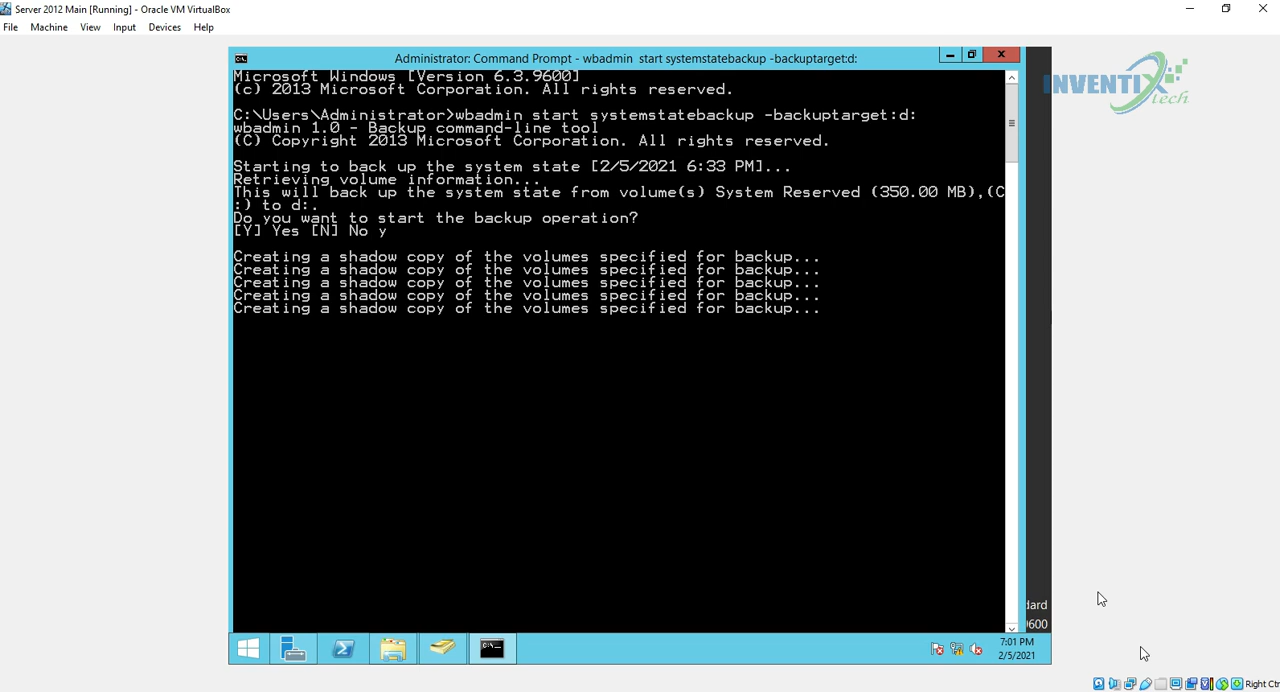 Server 2012 Main [Running] - Oracle VM VirtualBox
File Machine View Input Devices Help
Administrator: Command Prompt - wbadmin start systemstatebackup -backuptarget:d:
INVENTIX
tech
Microsoft Windows [Version 6.3.9600]
(c) 2013 Microsoft Corporation. All rights reserved.
C:\Users\Administrator>wbadmin start systemstatebackup -backuptarget:d:
wbadmin 1.0 - Backup command-line tool
(C) Copyright 2013 Microsoft Corporation. All rights reserved.
Starting to back up the system state [2/5/2021 6:33 PM]...
Retrieving volume information...
This will back up the system state from volume(s) System Reserved (350.00 MB),(C
:) to d:.
Do you want to start the backup operation?
[Y] Yes [N] No y
Creating a shadow copy of the volumes specified for backup...
Creating a shadow copy of the volumes specified for backup...
Creating a shadow copy of the volumes specified for backup...
Creating a shadow copy of the volumes specified for backup...
Creating a shadow copy of the volumes specified for backup...
dard
9600
7:01 PM
2/5/2021
Right Ctr